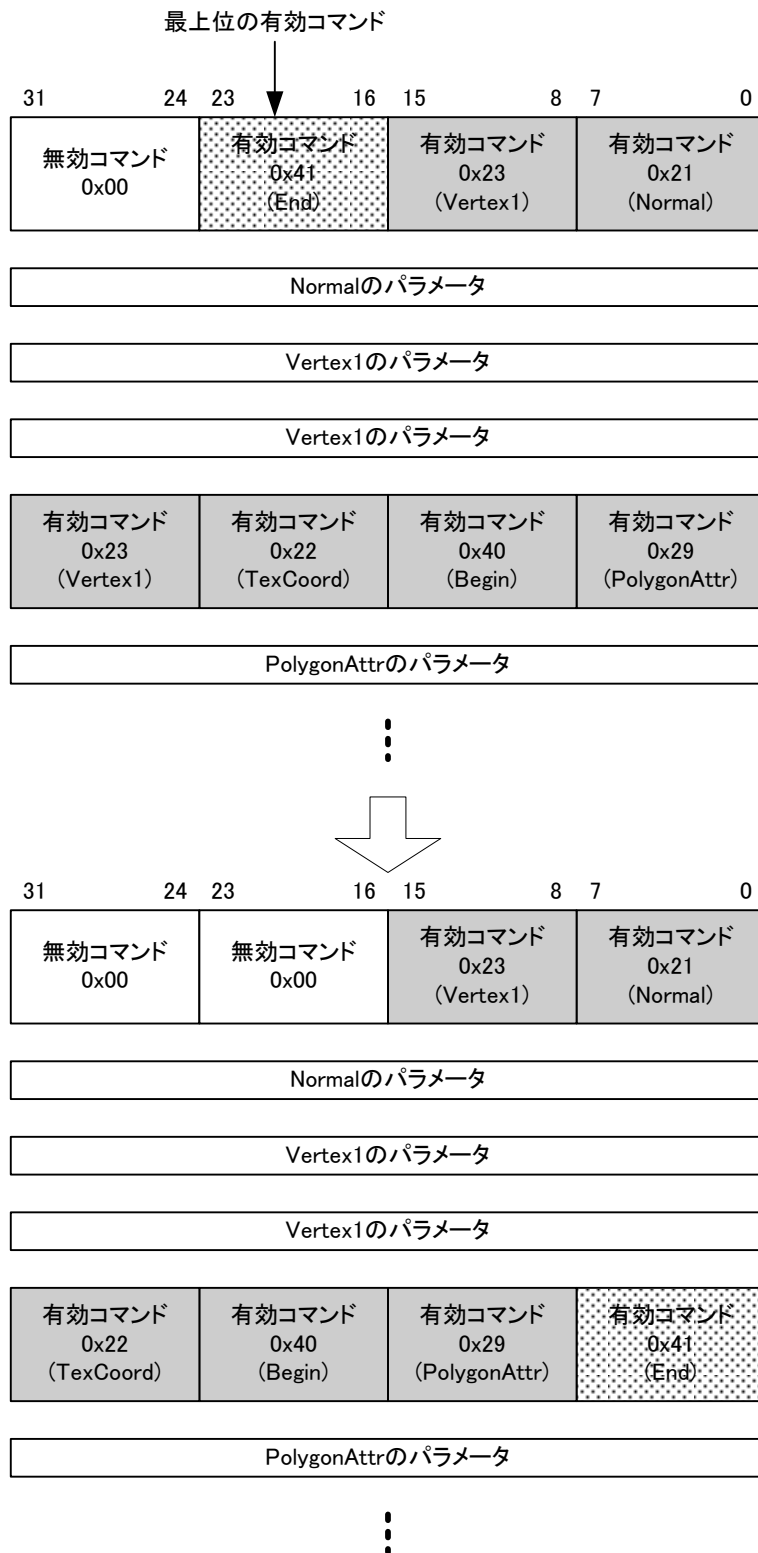 最上位の有効コマンド
31 24 23 16 15 8 7 0
無効コマンド 有効コマンド 有効コマンド 有効コマンド
0x00 0x41 0x23 0x21
(End) (Vertex1) (Normal)
Normalのパラメータ
Vertex1のパラメータ
Vertex1のパラメータ
有効コマンド 有効コマンド 有効コマンド 有効コマンド
0x23 0x22 0x40 0x29
(Vertex1) (TexCoord) (Begin) (PolygonAttr)
PolygonAttrのパラメータ
31 24 23 16 15 8 7 0
無効コマンド 無効コマンド 有効コマンド 有効コマンド
0x00 0x00 0x23 0x21
(Vertex1) (Normal)
Normalのパラメータ
Vertex1のパラメータ
Vertex1のパラメータ
有効コマンド 有効コマンド 有効コマンド 有効コマンド
0x22 0x40 0x29 0x41
(TexCoord) (Begin) (PolygonAttr) (End)
PolygonAttrのパラメータ